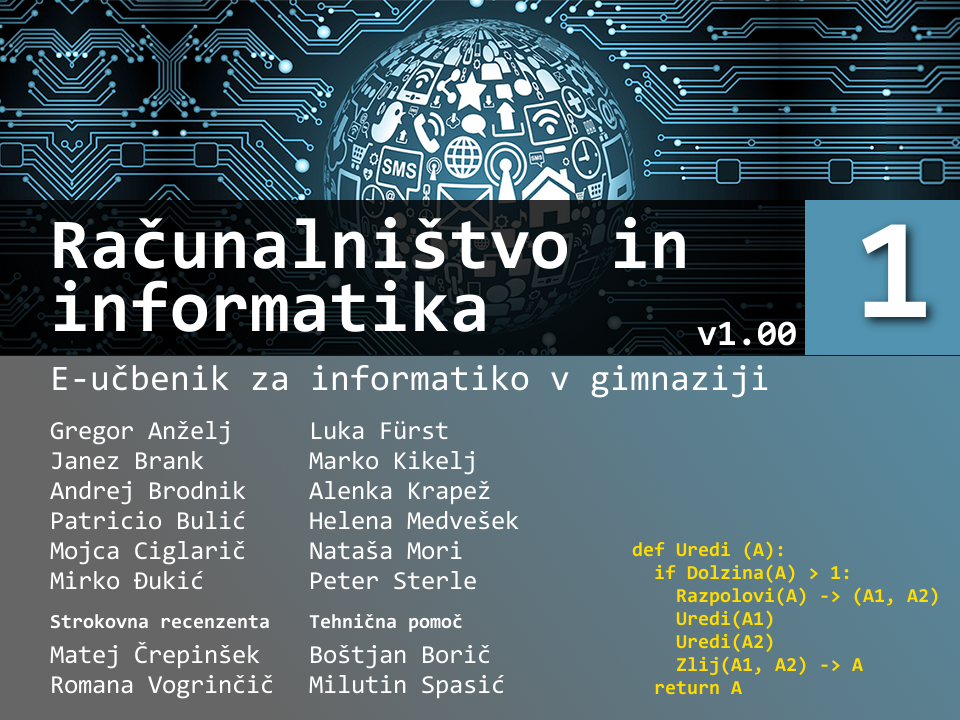 SMS
SMS
Računalništvo in
informatika
v1.00
1
E-učbenik za informatiko v gimnaziji
Gregor Anželj
Janez Brank
Andrej Brodnik
Patricio Bulić
Mojca Ciglarič
Mirko Đukić
Luka Fürst
Marko Kikelj
Alenka Krapež
Helena Medvešek
Nataša Mori
Peter Sterle
Strokovna recenzenta
Matej Črepinšek
Romana Vogrinčič
Tehnična pomoč
Boštjan Borič
Milutin Spasić
def Uredi (A):
if Dolzina(A) > 1:
Razpolovi(A) -> (A1, A2)
Uredi(A1)
Uredi(A2)
Zlij(A1, A2) -> A
return A